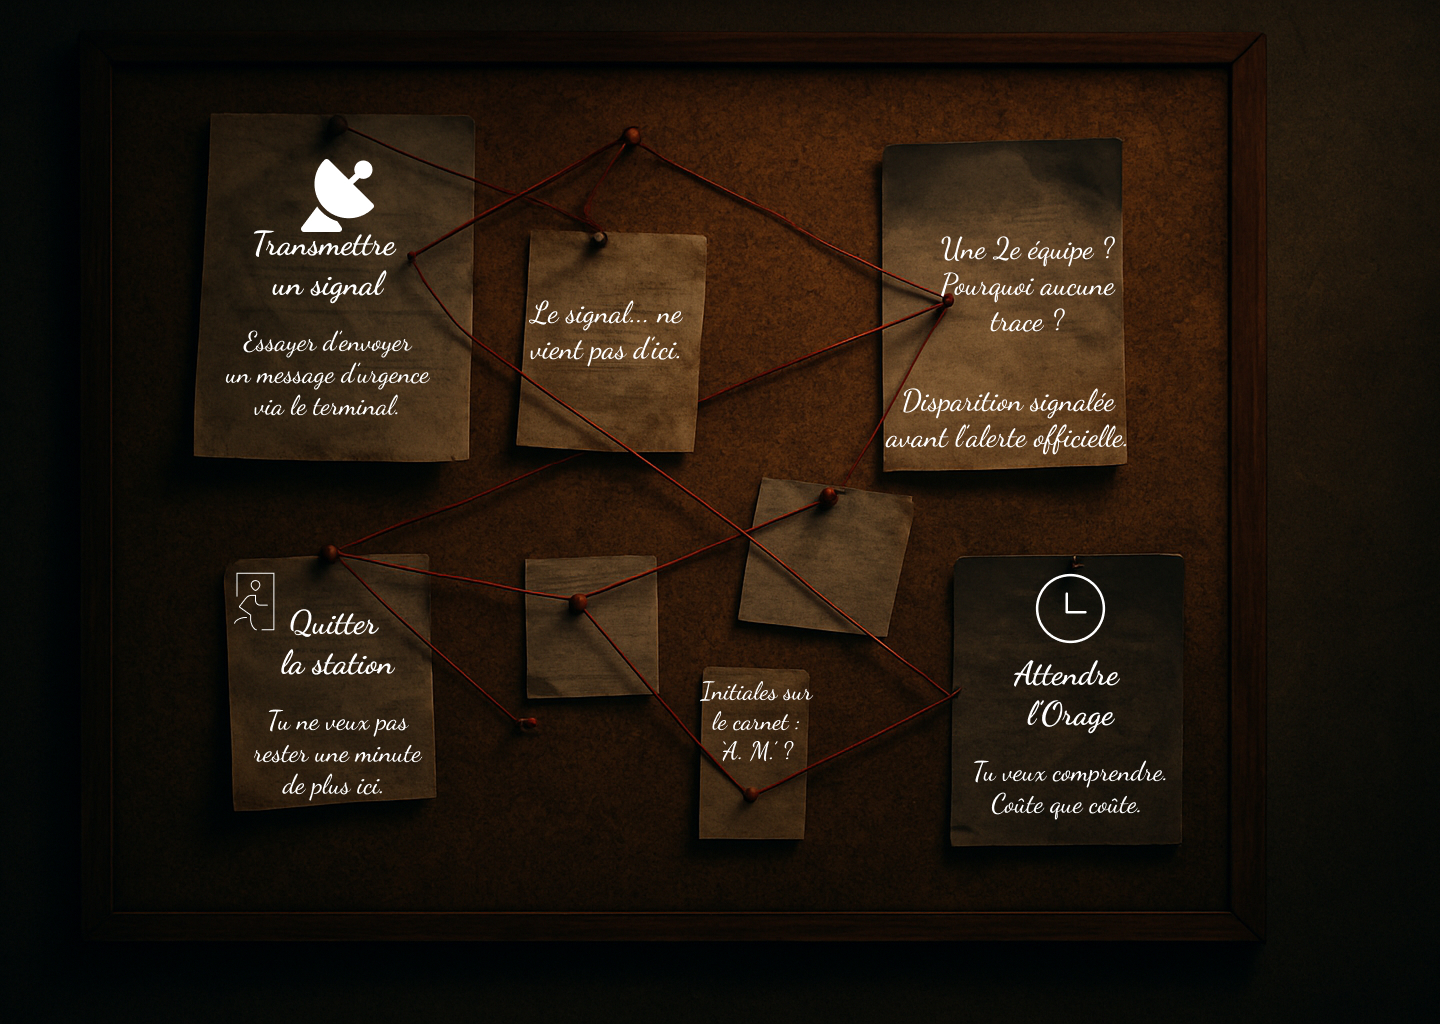 Transmettre
un signal
Essayer d'envoyer
un message d'urgence
via le terminal.
Le signal... ne
vient pas d'ici.
Une 2e équipe ?
Pourquoi aucune
trace ?
Disparition signalée
avant l'alerte officielle.
Quitter
la station
Tu ne veux pas
rester une minute
de plus ici.
Initiales sur
le carnet :
'A. M.' ?
Attendre
l'Orage
Tu veux comprendre.
Coûte que coûte.